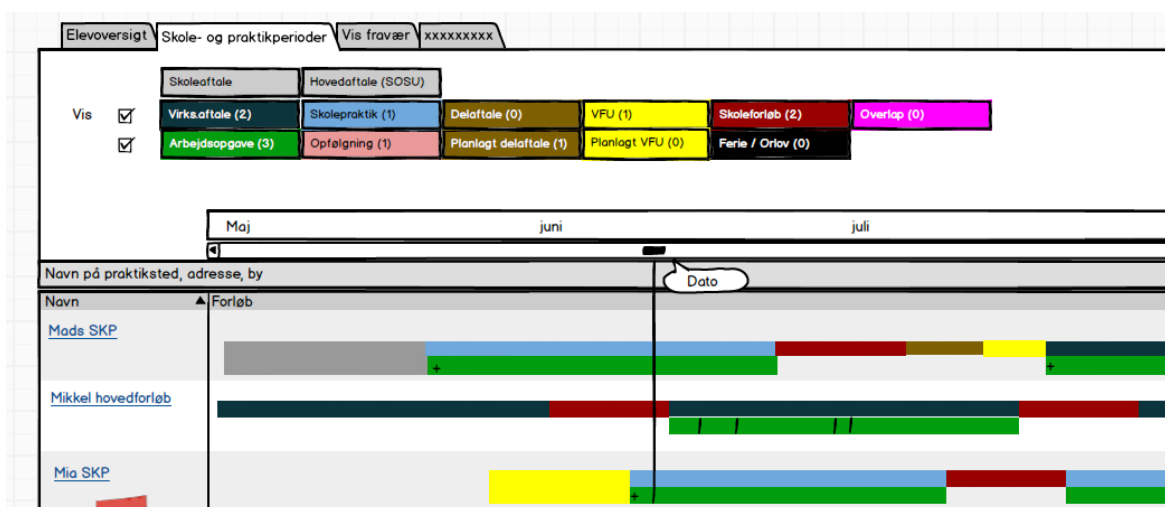 Elevoversigt Skole- og praktikperioder Vis fravær xxxxxxxxx
Skoleaftale Hovedaftale (SOSU)
Vis Virks.aftale (2) Skolepraktik (1) Delaftale (0) VFU (1) Skoleforløb (2) Overlap (0)
Arbejdsopgave (3) Opfølgning (1) Planlagt delaftale (1) Planlagt VFU (0) Ferie / Orlov (0)
Maj juni juli
Navn på praktiksted, adresse, by
Dato
Navn Forløb
Mads SKP
+ +
Mikkel hovedforløb
Mia SKP
+